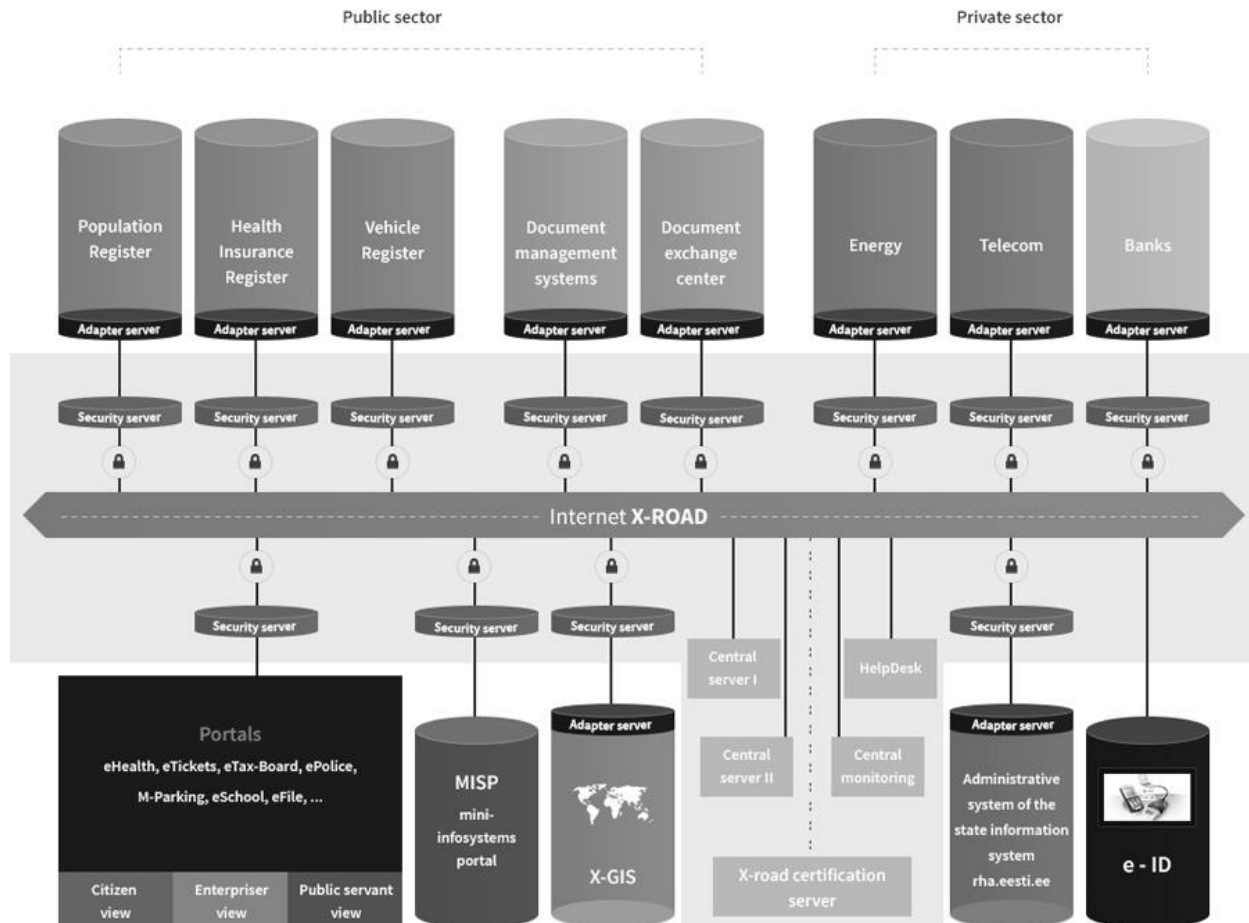 Public sector
Private sector
Population
Register
Health
Insurance
Register
Vehicle
Register
Document
management
systems
Document
exchange
center
Energy
Telecom
Banks
Adapter server
Adapter server
Adapter server
Adapter server
Adapter server
Adapter server
Adapter server
Adapter server
Security server
Security server
Security server
Security server
Security server
Security server
Security server
Security server
Internet X-ROAD
Security server
Security server
Security server
Security server
Central
server I
HelpDesk
Portals
eHealth, eTickets, eTax-Board, ePolice,
M-Parking, eSchool, eFile, ...
Citizen
view
Enterpriser
view
Public servant
view
MISP
mini-
infosystems
portal
Adapter server
X-GIS
Central
server II
Central
monitoring
X-road certification
server
Adapter server
Administrative
system of the
state information
system
rha.eesti.ee
e - ID